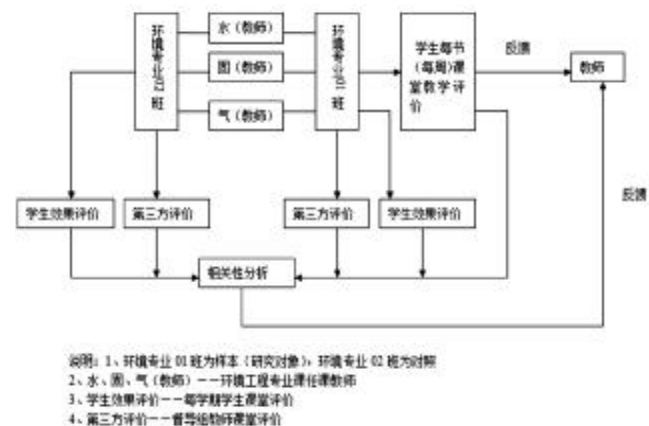 环境专业02班
水（教师）
固（教师）
气（教师）
环境专业01班
学生每节
（每周）课
堂教学评
价
反馈
教师
反馈
学生效果评价
第三方评价
第三方评价
学生效果评价
相关性分析
说明：1、环境专业 01 班为样本（研究对象），环境专业 02 班为对照
2、水、固、气（教师）——环境工程专业课任课教师
3、学生效果评价——每学期学生课堂评价
4、第三方评价——督导组教师课堂评价